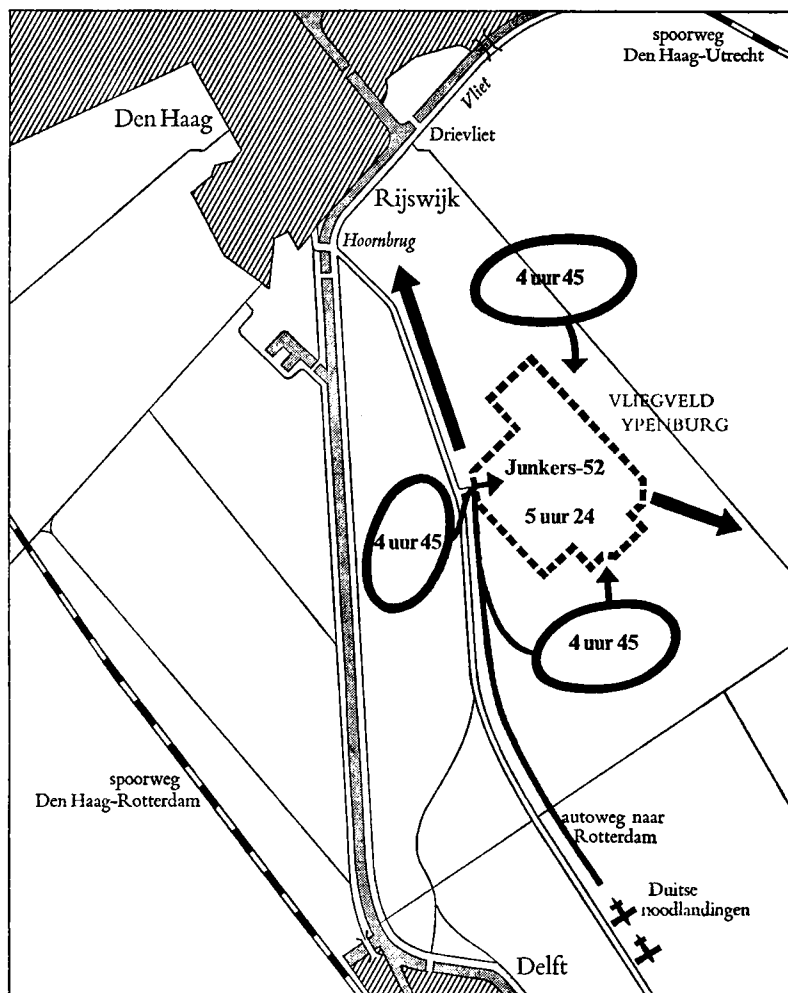 spoorweg
Den Haag-Utrecht
Vliet
Den Haag
Drievliet
Rijswijk
Hoornbrug
4 uur 45
VLIEGVELD
YPENBURG
Junkers-52
5 uur 24
4 uur 45
4 uur 45
spoorweg
Den Haag-Rotterdam
autoweg naar
Rotterdam
Duitse
noodlandingen
Delft